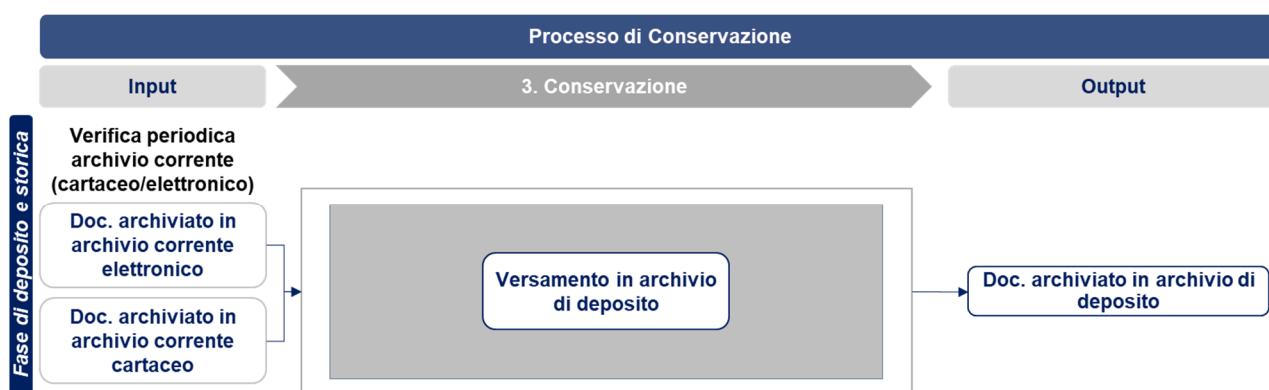 Processo di Conservazione
Input
3. Conservazione
Output
Fase di deposito e storica
Verifica periodica
archivio corrente
(cartaceo/elettronico)
Doc. archiviato in
archivio corrente
elettronico
Doc. archiviato in
archivio corrente
cartaceo
Versamento in archivio
di deposito
Doc. archiviato in archivio di
deposito